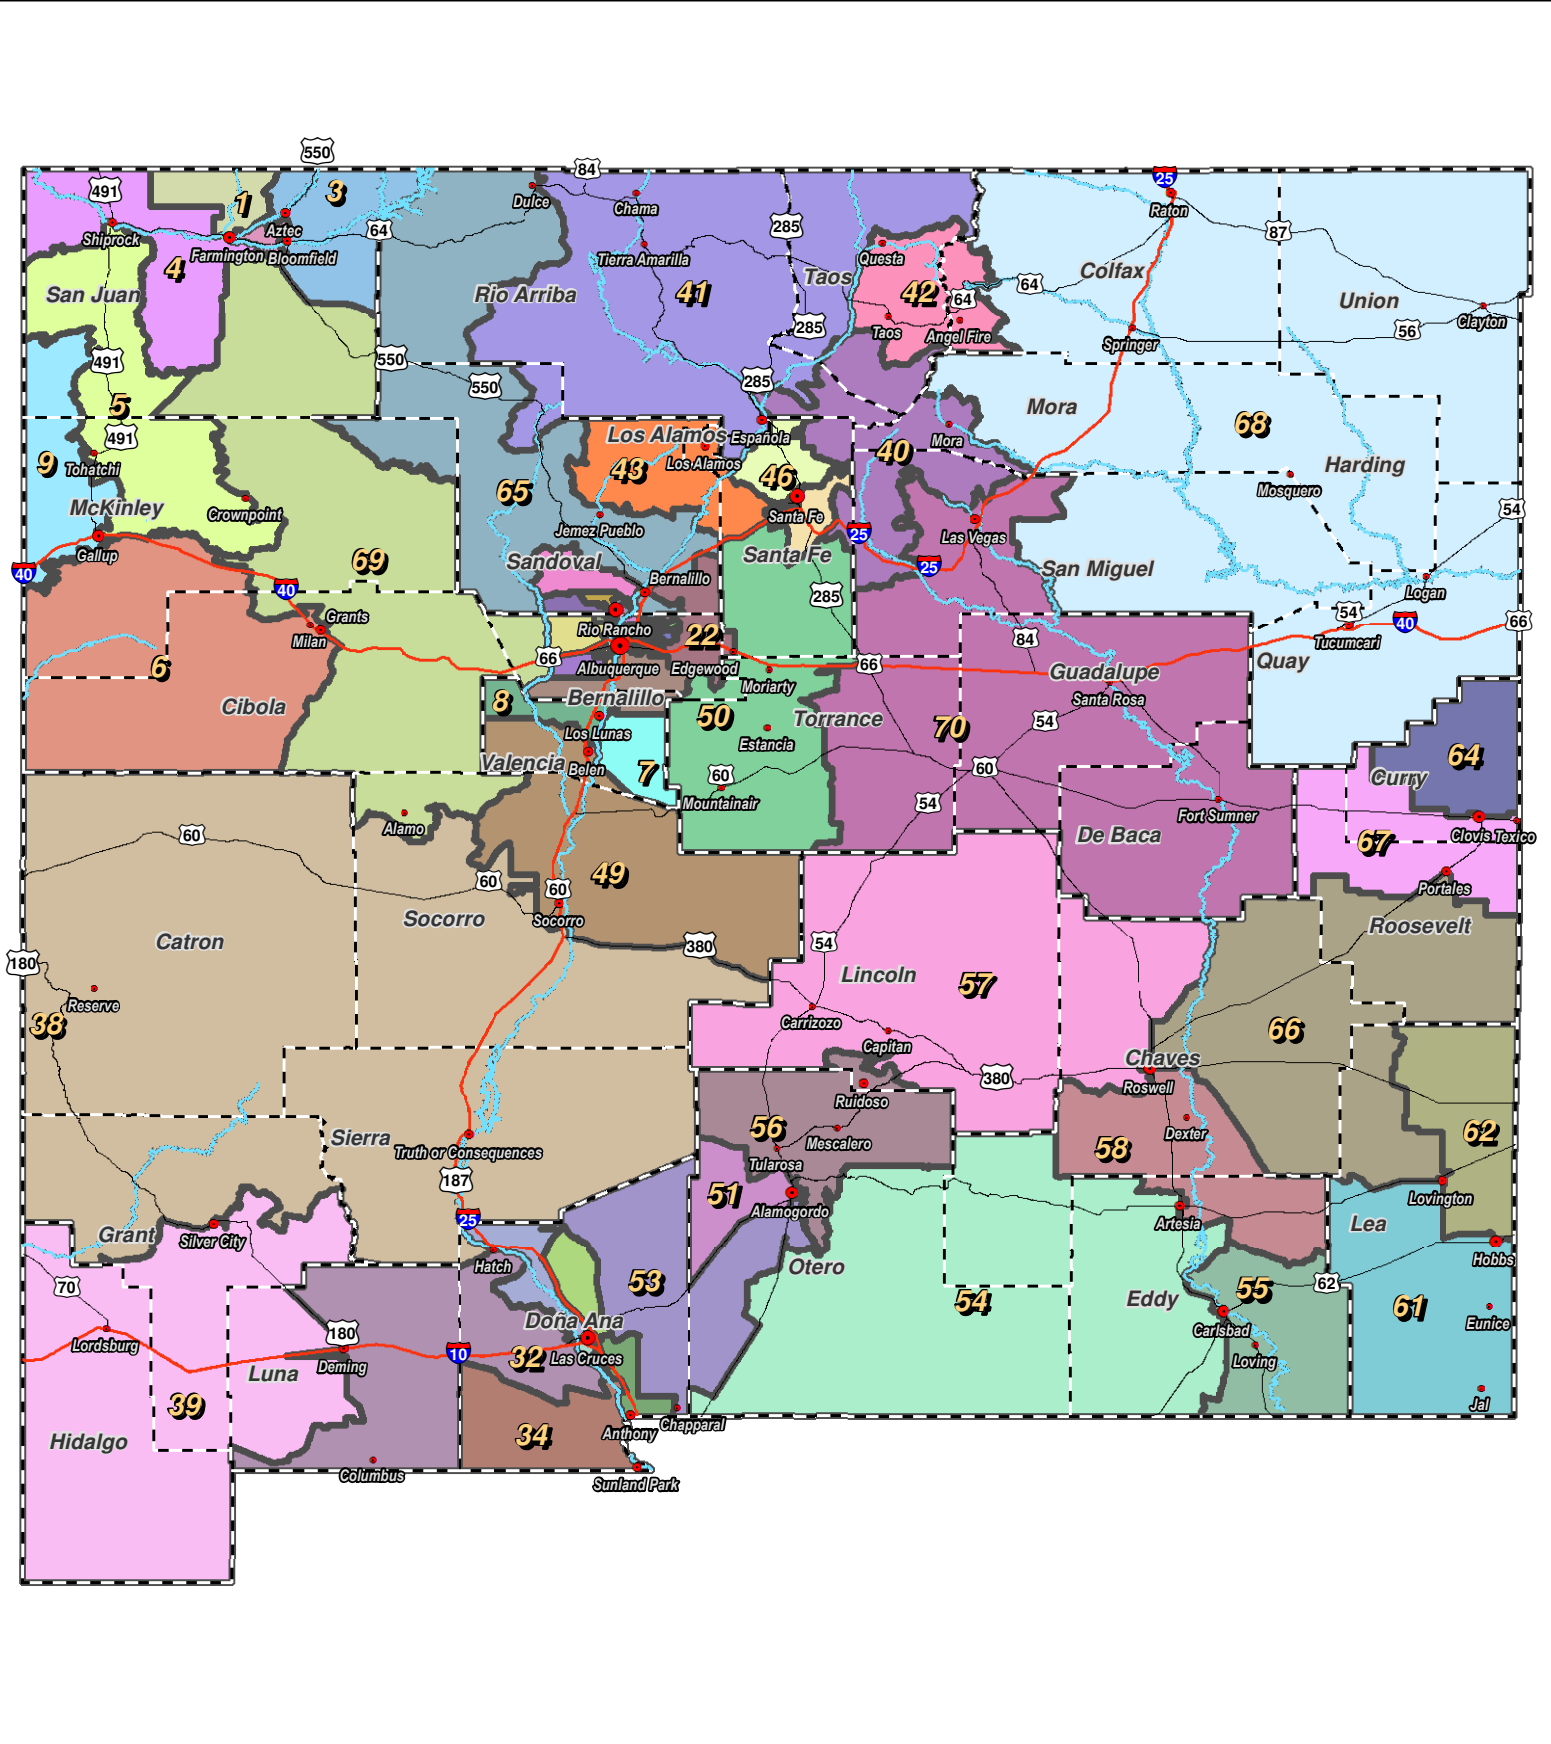 550
84
25
491
1
3
Dulce
Chama
Raton
Shiprock
Aztec
64
285
87
Farmington
Bloomfield
Tierra Amarilla
Questa
4
Taos
Colfax
San Juan
Rio Arriba
41
42
64
64
Union
Taos
Angel Fire
285
Clayton
56
491
550
Springer
550
285
5
Mora
68
491
Los Alamos
Española
Mora
9
Tohatchi
43
Los Alamos
46
40
Harding
65
Mosquero
McKinley
Crownpoint
Jemez Pueblo
Santa Fe
54
Gallup
69
Sandoval
Santa Fe
25
Las Vegas
40
40
Bernalillo
285
25
San Miguel
Logan
Grants
Milan
Rio Rancho
22
84
54
Tucumcari
40
66
6
66
Albuquerque
Edgewood
66
Moriarty
Guadalupe
Quay
Cibola
8
Bernalillo
50
Torrance
70
54
Santa Rosa
Los Lunas
Estancia
Valencia
Belen
7
60
Mountainair
60
Curry
64
Alamo
54
Fort Sumner
60
De Baca
67
Clovis
Texico
60
49
60
Portales
Socorro
Socorro
Catron
380
54
Roosevelt
180
Lincoln
57
Reserve
38
Carrizozo
66
Capitan
Chaves
380
Roswell
Ruidoso
Sierra
56
Mescalero
58
Dexter
62
Truth or Consequences
Tularosa
187
51
Alamogordo
Lovington
25
Artesia
Lea
Grant
Silver City
Hatch
Otero
Hobbs
70
53
54
Eddy
55
62
61
Doña Ana
Carlsbad
Eunice
180
Lordsburg
Deming
10
32
Las Cruces
Loving
Luna
39
Jal
Hidalgo
34
Anthony
Chapparal
Columbus
Sunland Park